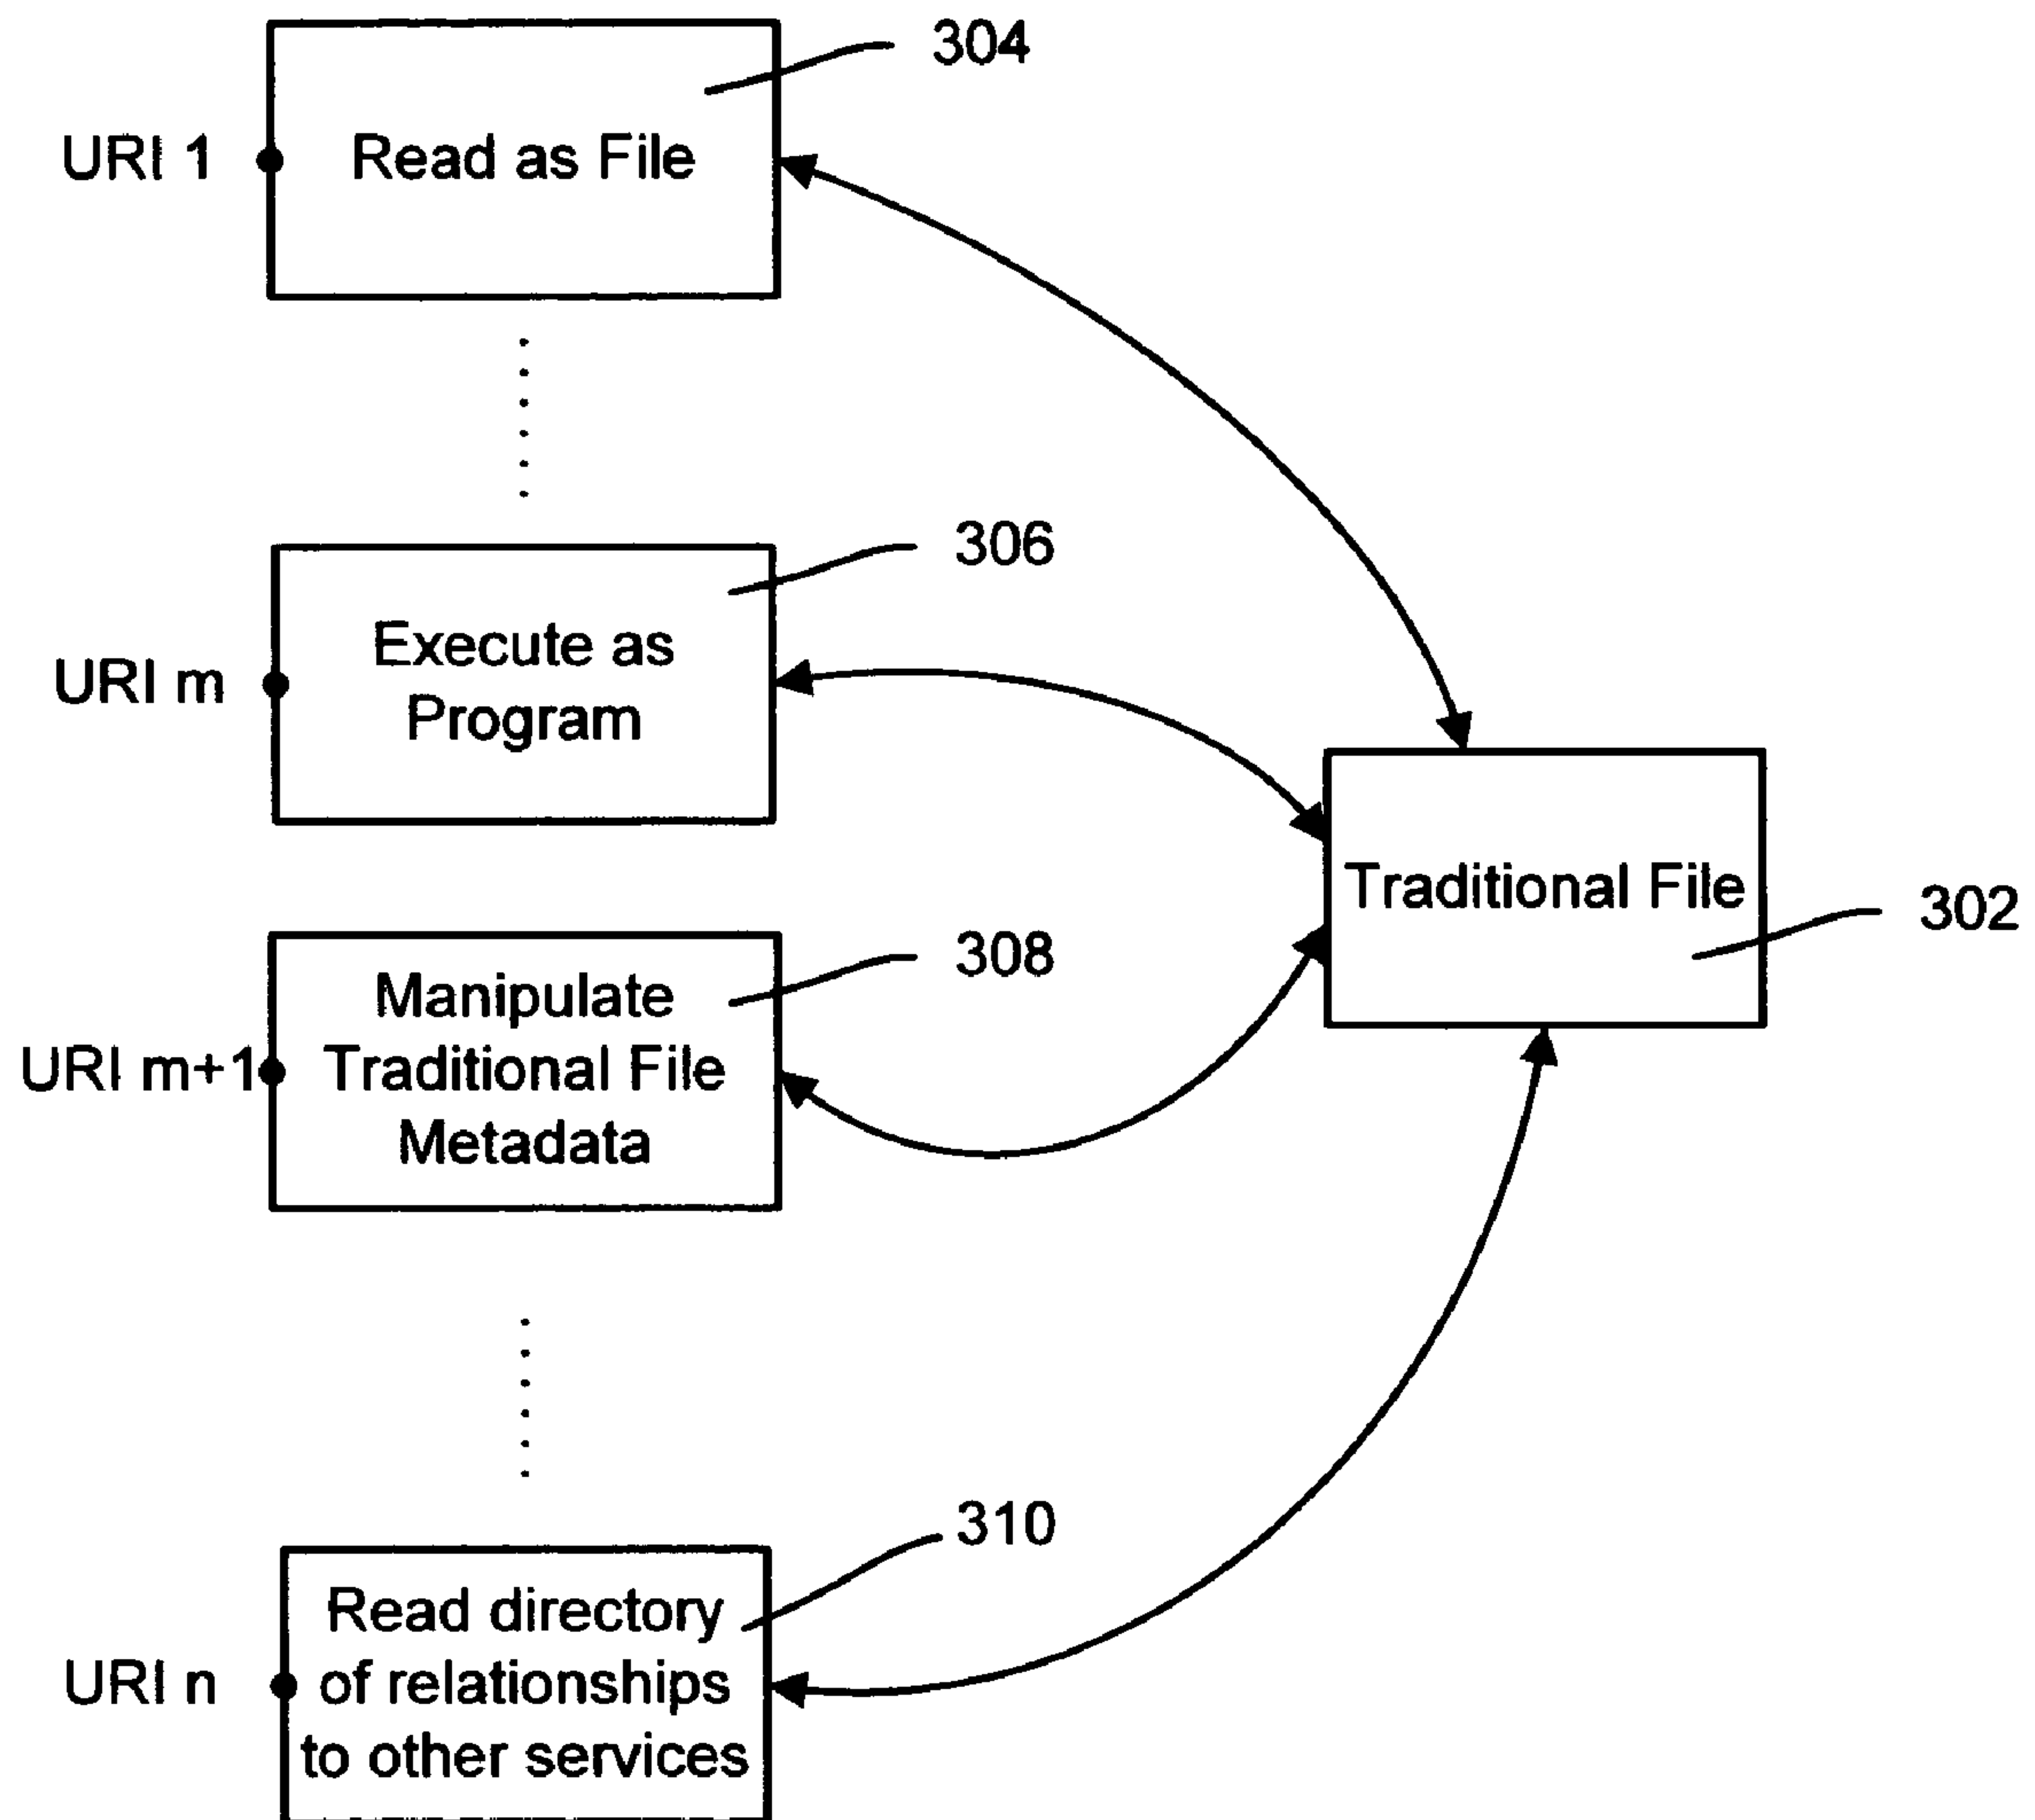 304
URI 1
Read as File
306
URI m
Execute as
Program
Traditional File
302
308
URI m+1
Manipulate
Traditional File
Metadata
310
URI n
Read directory
of relationships
to other services